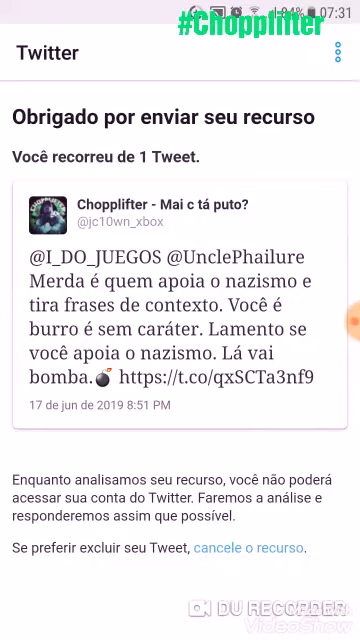 #Chopplifter
84% 07:31
Twitter
Obrigado por enviar seu recurso
Você recorreu de 1 Tweet.
Chopplifter - Mai c tá puto?
@jc10wn_xbox
@I_DO_JUEGOS @UnclePhailure
Merda é quem apoia o nazismo e
tira frases de contexto. Você é
burro é sem caráter. Lamento se
você apoia o nazismo. Lá vai
bomba.💣 https://t.co/qxSCTa3nf9
17 de jun de 2019 8:51 PM
Enquanto analisamos seu recurso, você não poderá
acessar sua conta do Twitter. Faremos a análise e
responderemos assim que possível.
Se preferir excluir seu Tweet, cancele o recurso.
DU RECORDER
VideoShow